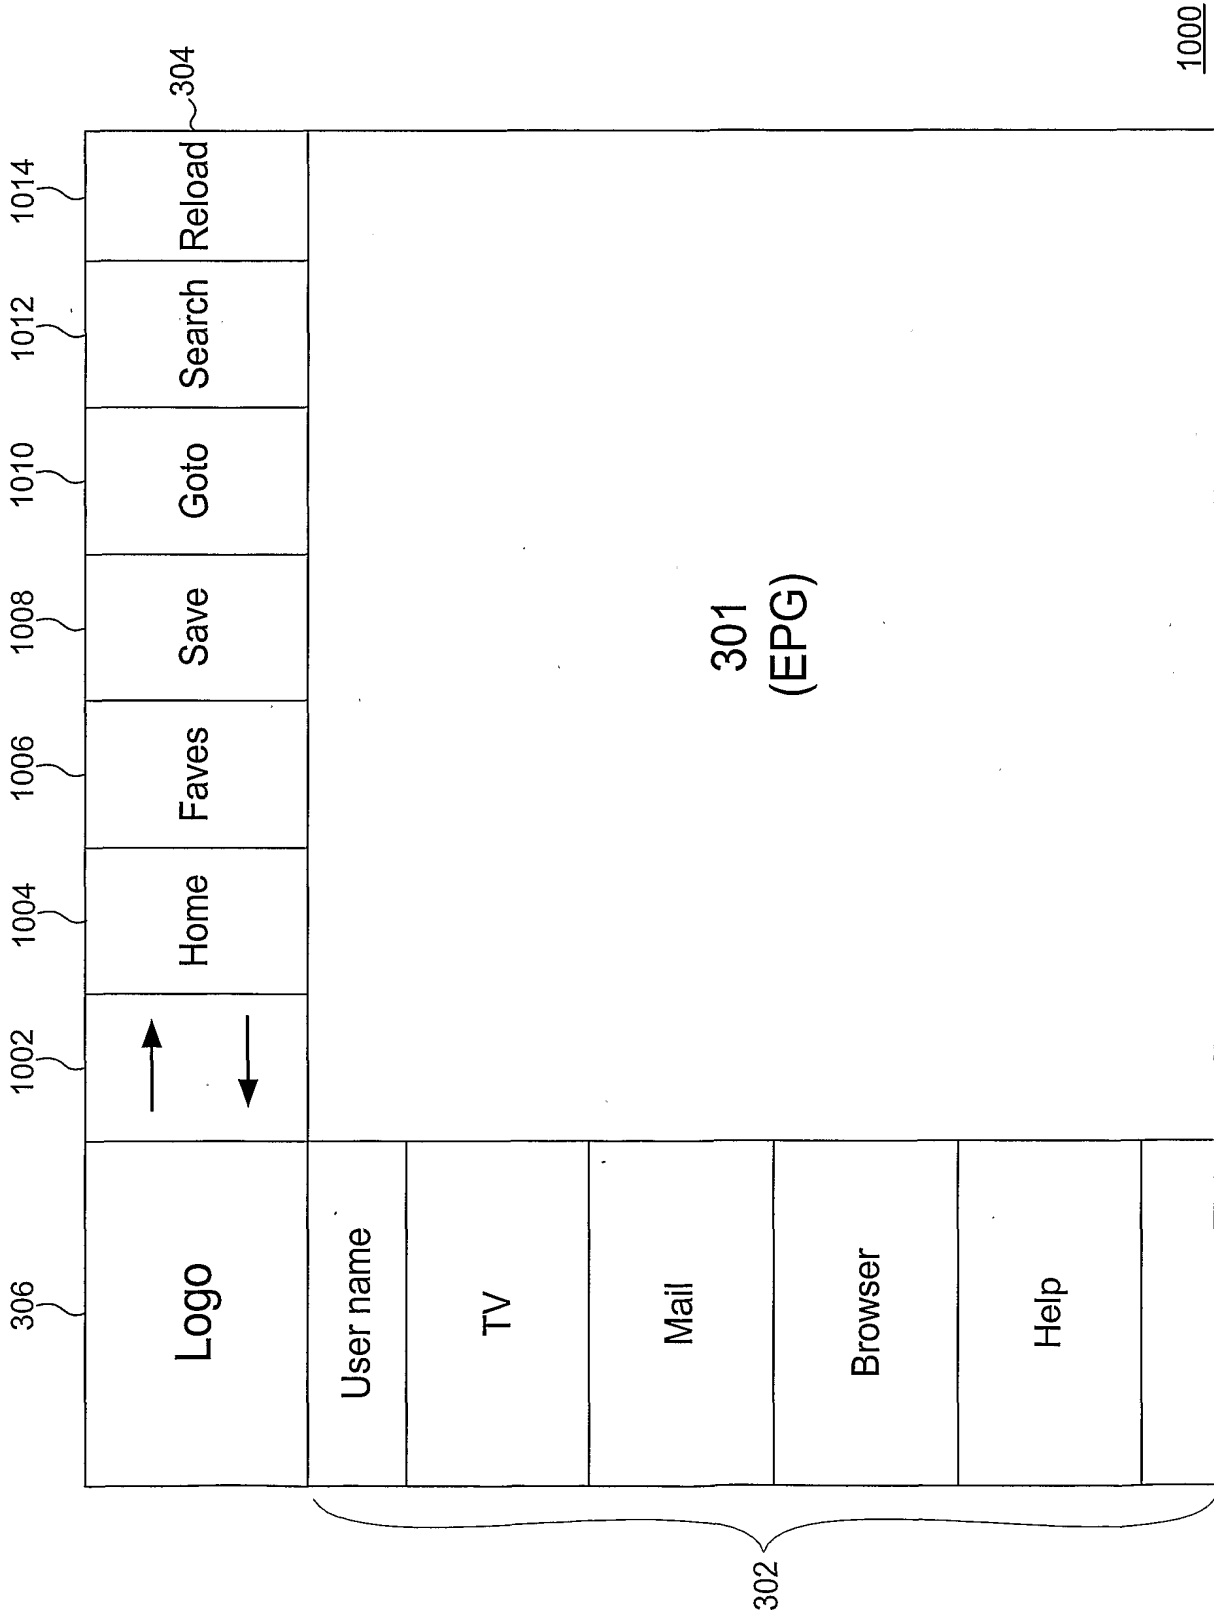 306
1002
1004
1006
1008
1010
1012
1014
Logo
Home
Faves
Save
Goto
Search
Reload
304
User name
TV
Mail
Browser
Help
301
(EPG)
302
1000